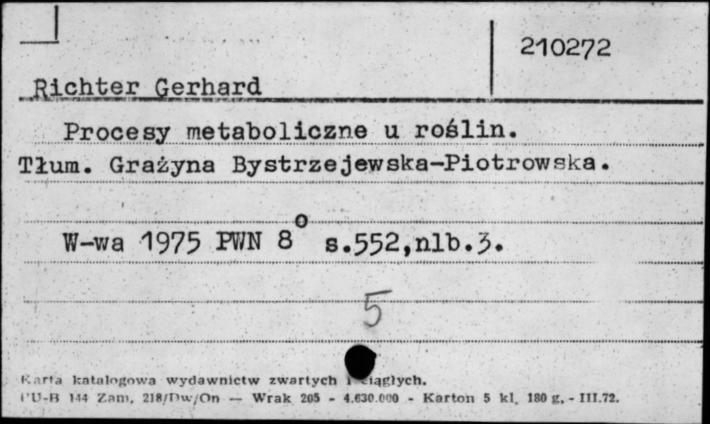 210272
Richter Gerhard
Procesy metaboliczne u roślin.
Tłum. Grażyna Bystrzejewska-Piotrowska.
W-wa 1975 PWN 8° s.552,nlb.3.
5
Karta katalogowa wydawnictw zwartych i ciągłych.
PU-B 144 Zam. 218/Dw/On — Wrak 205 - 4.630.000 - Karton 5 kl. 180 g. - III.72.